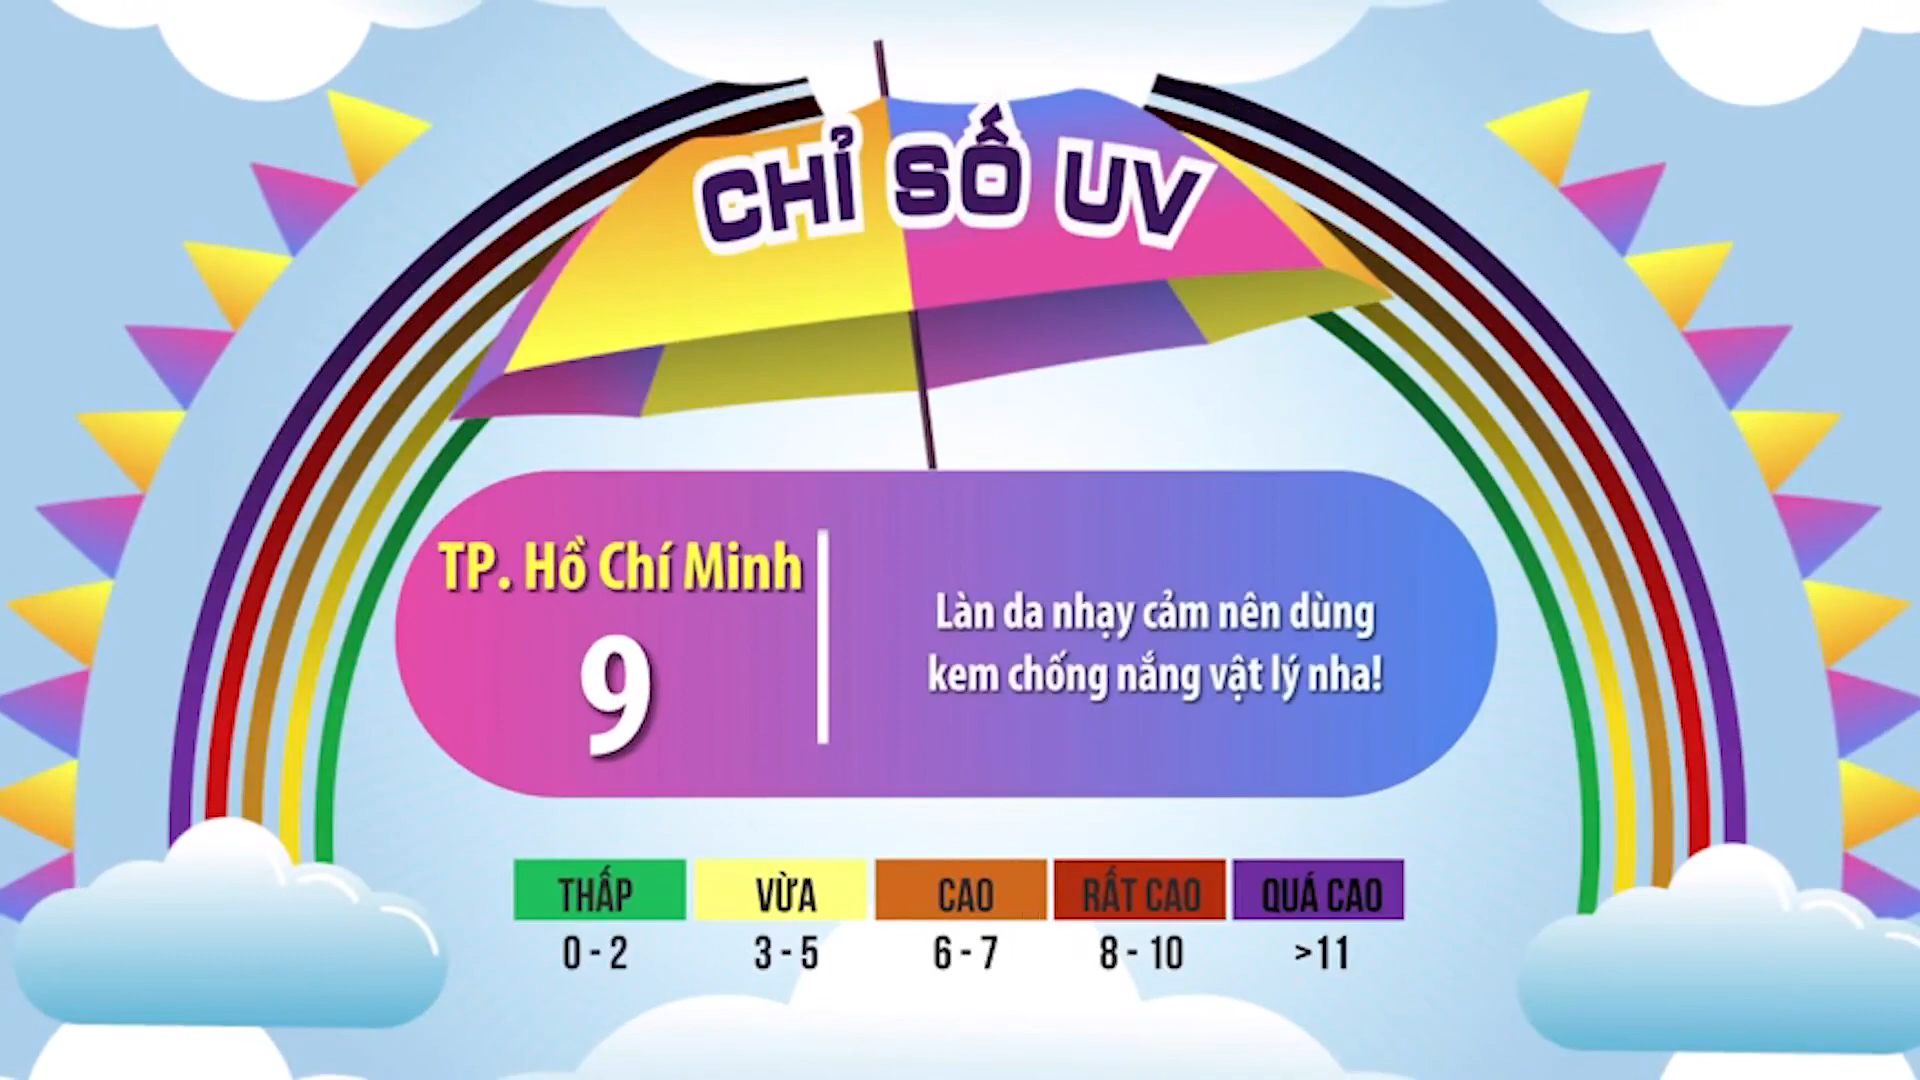 CHỈ SỐ UV
TP. Hồ Chí Minh
9
Làn da nhạy cảm nên dùng
kem chống nắng vật lý nha!
THẤP VỪA CAO RẤT CAO QUÁ CAO
0 - 2 3 - 5 6 - 7 8 - 10 >11